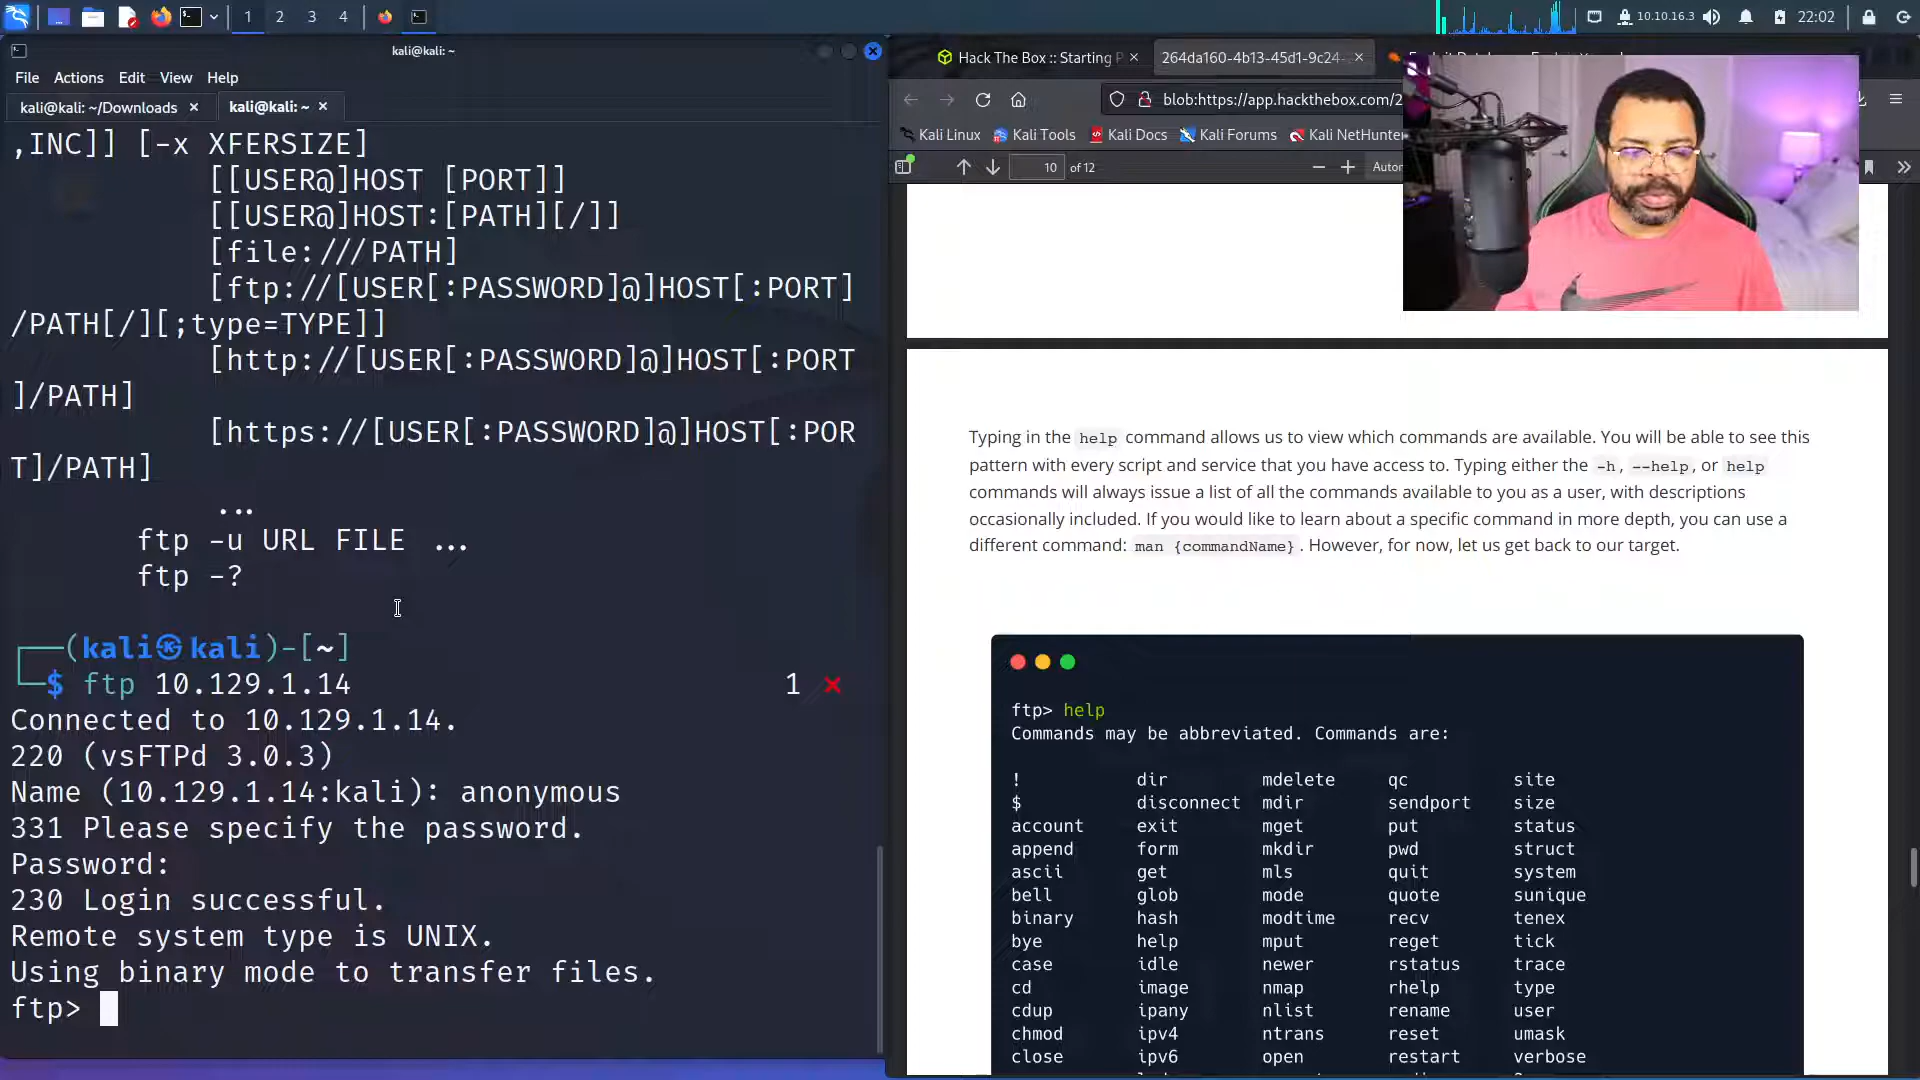 1
2
3
4
10.10.16.3
22:02
kali@kali: ~
File Actions Edit View Help
kali@kali: ~/Downloads ×
kali@kali: ~ ×
,INC]] [-x XFERSIZE]
[[USER@]HOST [PORT]]
[[USER@]HOST:[PATH][/]]
[file:///PATH]
[ftp://[USER[:PASSWORD]@]HOST[:PORT]
/PATH[/][;type=TYPE]]
[http://[USER[:PASSWORD]@]HOST[:PORT
]/PATH]
[https://[USER[:PASSWORD]@]HOST[:POR
T]/PATH]
...
ftp -u URL FILE ...
ftp -?
┌──(kali㉿kali)-[~]
└─$ ftp 10.129.1.14 1 ⨯
Connected to 10.129.1.14.
220 (vsFTPd 3.0.3)
Name (10.129.1.14:kali): anonymous
331 Please specify the password.
Password:
230 Login successful.
Remote system type is UNIX.
Using binary mode to transfer files.
ftp>
Hack The Box :: Starting P ×
264da160-4b13-45d1-9c24- ×
blob:https://app.hackthebox.com/2
Kali Linux Kali Tools Kali Docs Kali Forums Kali NetHunter
10 of 12
Typing in the help command allows us to view which commands are available. You will be able to see this
pattern with every script and service that you have access to. Typing either the -h, --help, or help
commands will always issue a list of all the commands available to you as a user, with descriptions
occasionally included. If you would like to learn about a specific command in more depth, you can use a
different command: man {commandName}. However, for now, let us get back to our target.
ftp> help
Commands may be abbreviated. Commands are:
! dir mdelete qc site
$ disconnect mdir sendport size
account exit mget put status
append form mkdir pwd struct
ascii get mls quit system
bell glob mode quote sunique
binary hash modtime recv tenex
bye help mput reget tick
case idle newer rstatus trace
cd image nmap rhelp type
cdup ipany nlist rename user
chmod ipv4 ntrans reset umask
close ipv6 open restart verbose